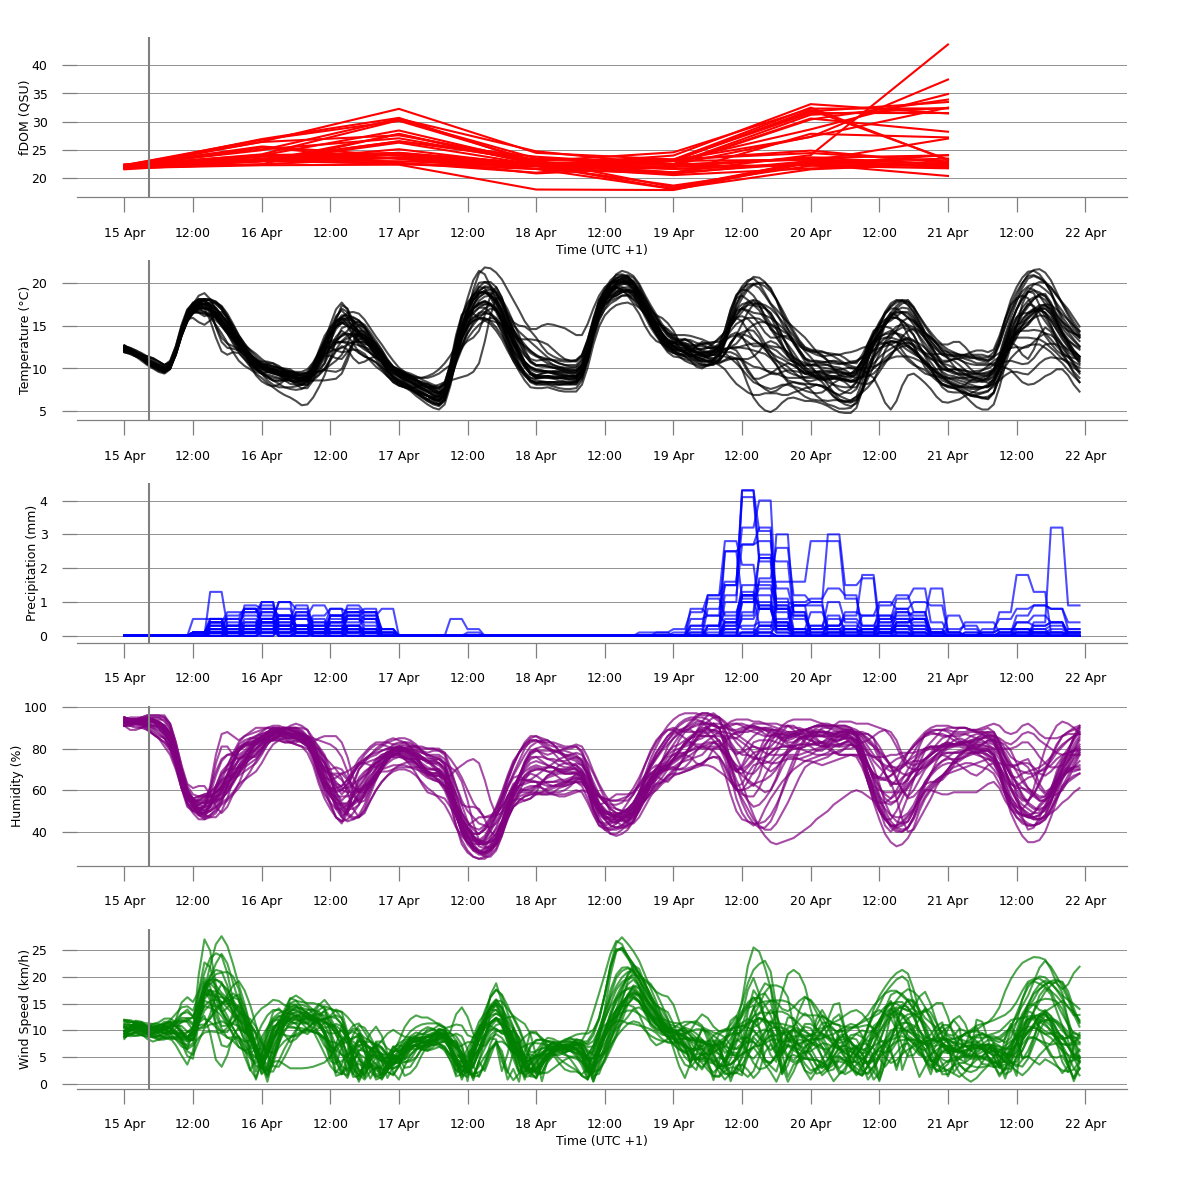 fDOM (QSU)
40
35
30
25
20
15 Apr 12:00 16 Apr 12:00 17 Apr 12:00 18 Apr 12:00 19 Apr 12:00 20 Apr 12:00 21 Apr 12:00 22 Apr
Time (UTC +1)
Temperature (°C)
20
15
10
5
15 Apr 12:00 16 Apr 12:00 17 Apr 12:00 18 Apr 12:00 19 Apr 12:00 20 Apr 12:00 21 Apr 12:00 22 Apr
Precipitation (mm)
4
3
2
1
0
15 Apr 12:00 16 Apr 12:00 17 Apr 12:00 18 Apr 12:00 19 Apr 12:00 20 Apr 12:00 21 Apr 12:00 22 Apr
Humidity (%)
100
80
60
40
15 Apr 12:00 16 Apr 12:00 17 Apr 12:00 18 Apr 12:00 19 Apr 12:00 20 Apr 12:00 21 Apr 12:00 22 Apr
Wind Speed (km/h)
25
20
15
10
5
0
15 Apr 12:00 16 Apr 12:00 17 Apr 12:00 18 Apr 12:00 19 Apr 12:00 20 Apr 12:00 21 Apr 12:00 22 Apr
Time (UTC +1)